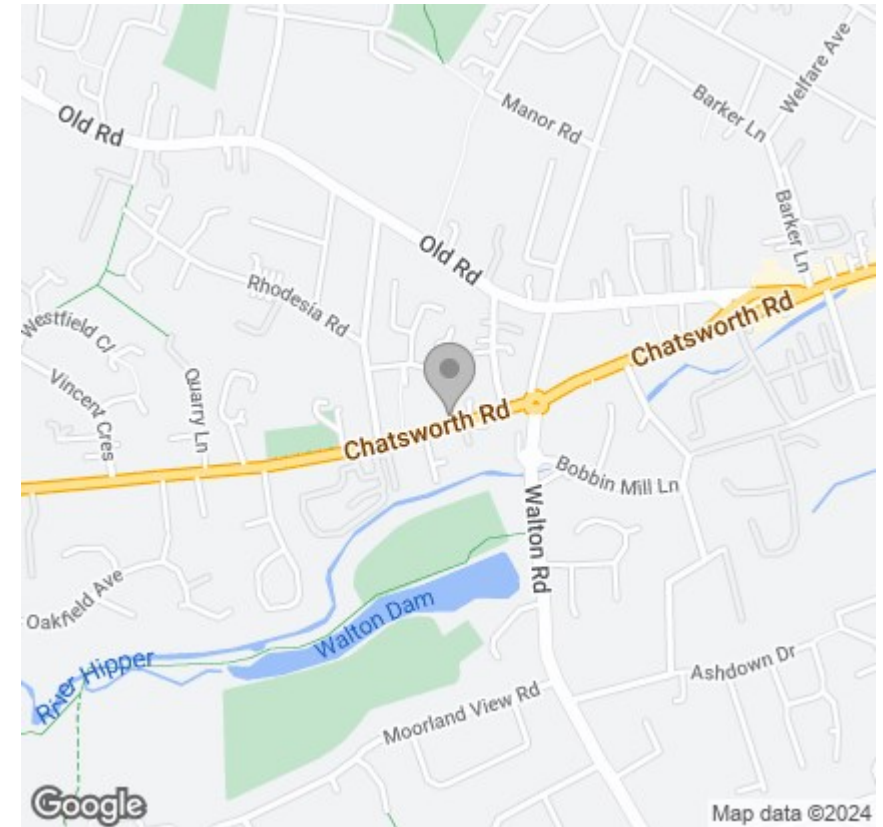 Old Rd
Manor Rd
Barker Ln
Welfare Ave
Barker Ln
Old Rd
Rhodesia Rd
Westfield Cl
Vincent Cres
Quarry Ln
Chatsworth Rd
Chatsworth Rd
Bobbin Mill Ln
Walton Rd
Oakfield Ave
Walton Dam
River Hipper
Ashdown Dr
Moorland View Rd
Google
Map data ©2024